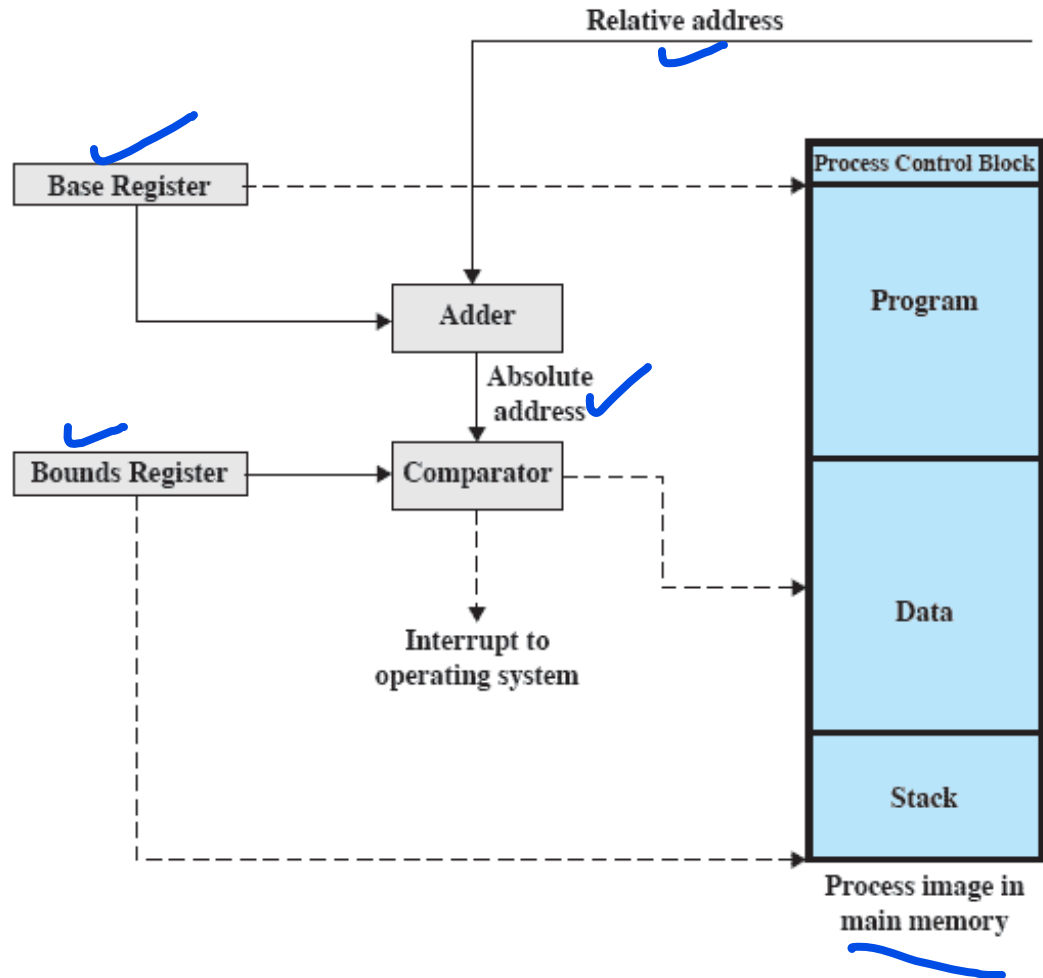 Relative address
Process Control Block
Base Register
Program
Adder
Absolute
address
Bounds Register
Comparator
Data
Interrupt to
operating system
Stack
Process image in
main memory